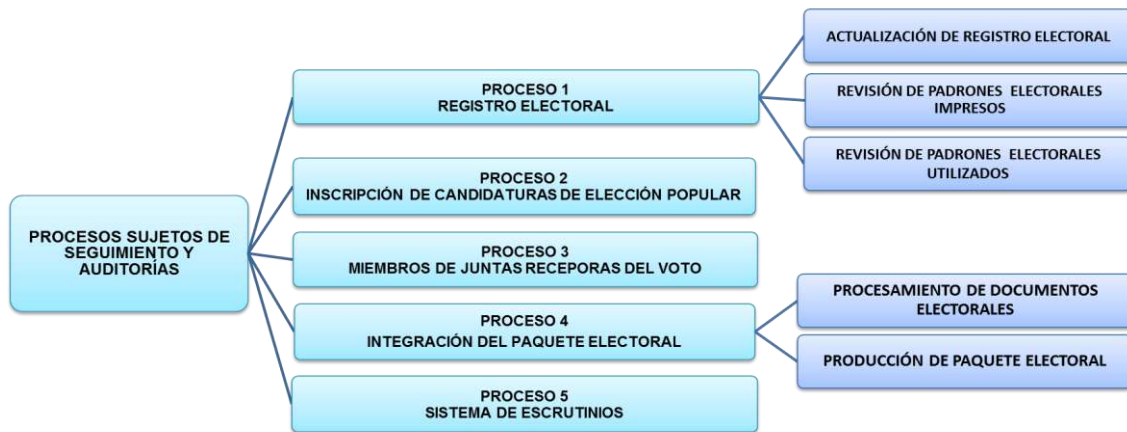 PROCESOS SUJETOS DE
SEGUIMIENTO Y
AUDITORÍAS
PROCESO 1
REGISTRO ELECTORAL
ACTUALIZACIÓN DE REGISTRO ELECTORAL
REVISIÓN DE PADRONES ELECTORALES
IMPRESOS
REVISIÓN DE PADRONES ELECTORALES
UTILIZADOS
PROCESO 2
INSCRIPCIÓN DE CANDIDATURAS DE ELECCIÓN POPULAR
PROCESO 3
MIEMBROS DE JUNTAS RECEPORAS DEL VOTO
PROCESO 4
INTEGRACIÓN DEL PAQUETE ELECTORAL
PROCESAMIENTO DE DOCUMENTOS
ELECTORALES
PRODUCCIÓN DE PAQUETE ELECTORAL
PROCESO 5
SISTEMA DE ESCRUTINIOS